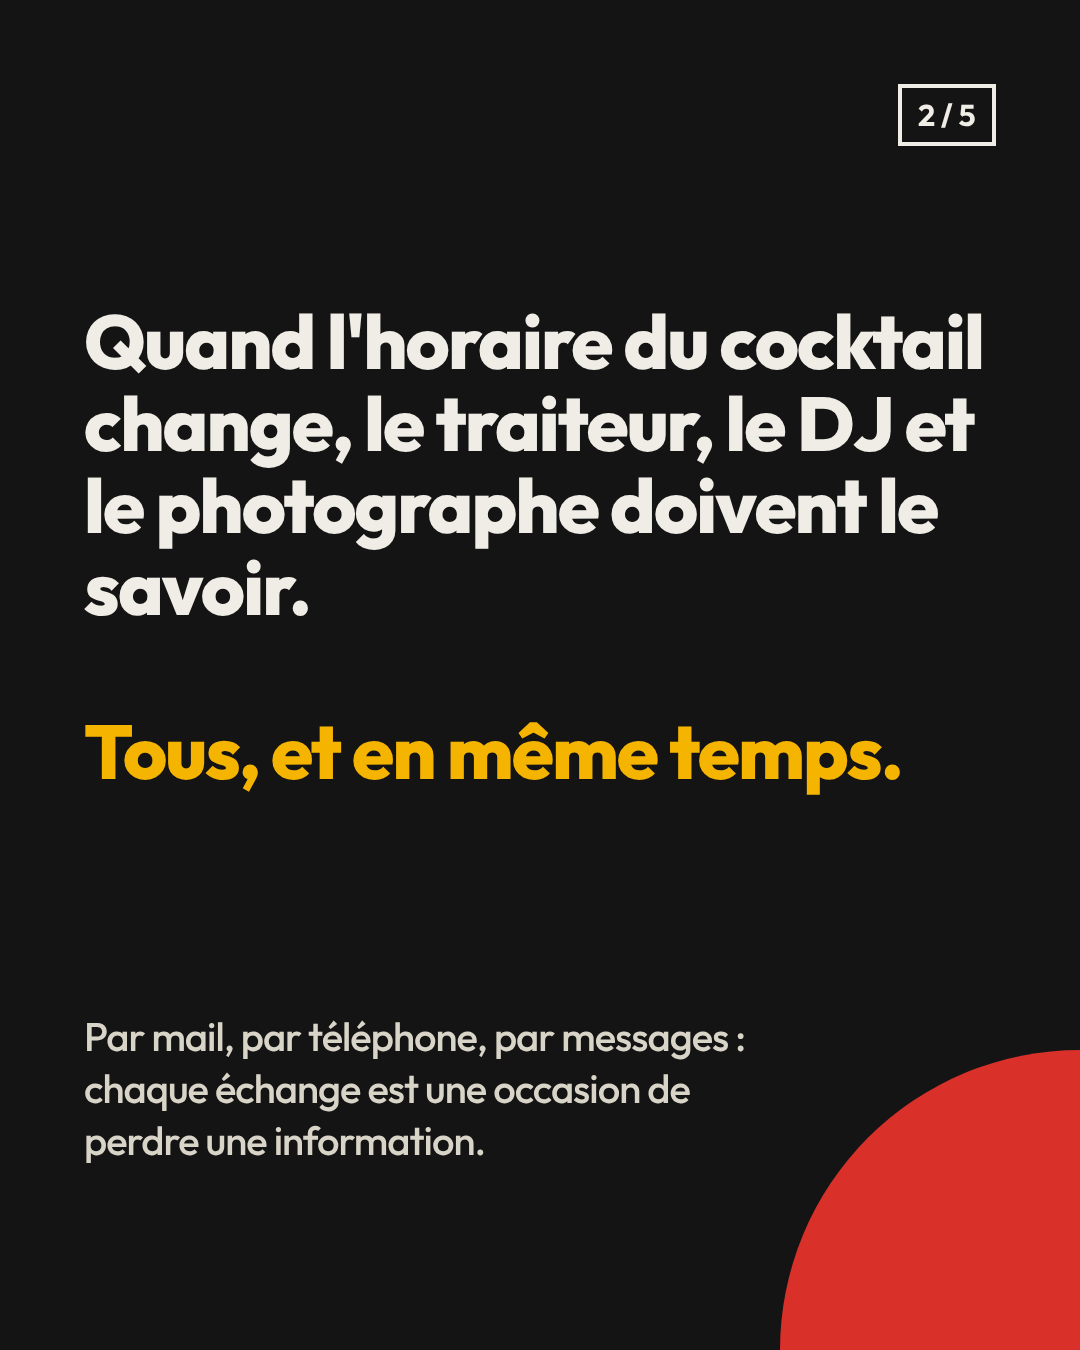 2 / 5
Quand l'horaire du cocktail
change, le traiteur, le DJ et
le photographe doivent le
savoir.
Tous, et en même temps.
Par mail, par téléphone, par messages :
chaque échange est une occasion de
perdre une information.